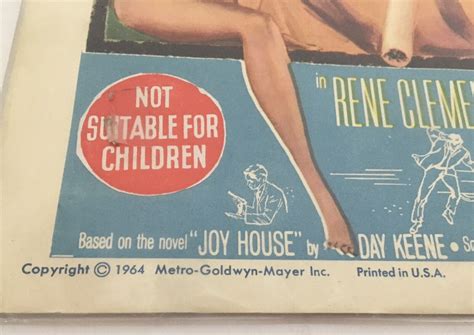 in RENE CLEME
NOT
SUITABLE FOR
CHILDREN
Based on the novel "JOY HOUSE" by DAY KEENE • Sc
Copyright © 1964 Metro-Goldwyn-Mayer Inc. Printed in U.S.A.